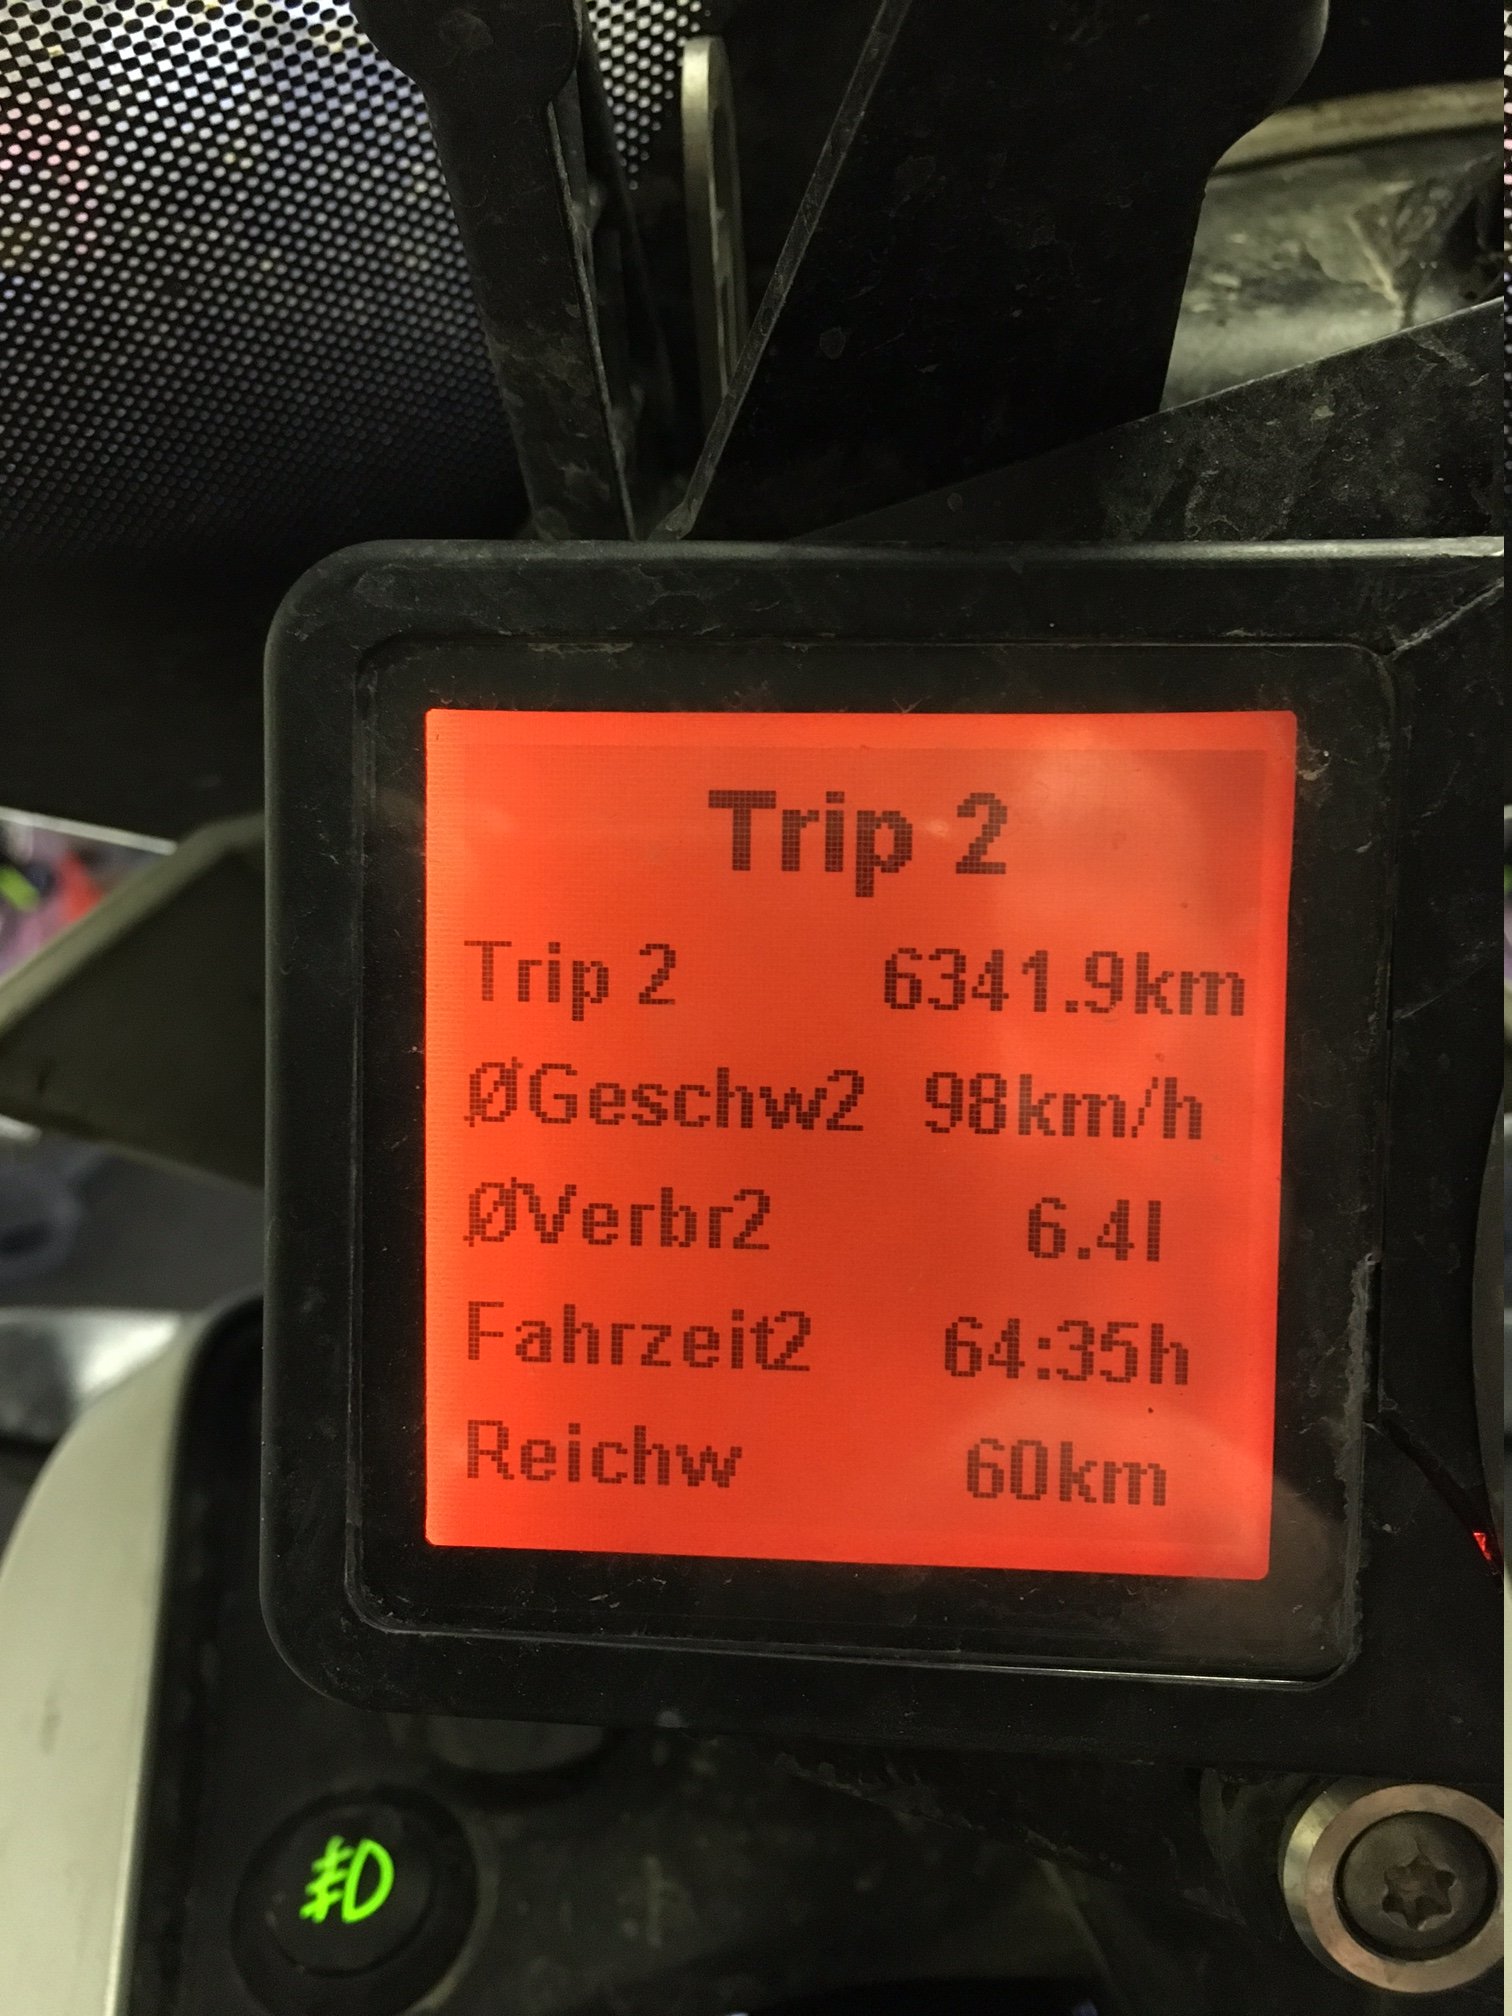 Trip 2
Trip 2 6341.9km
ØGeschw2 98km/h
ØVerbr2 6.4l
Fahrzeit2 64:35h
Reichw 60km